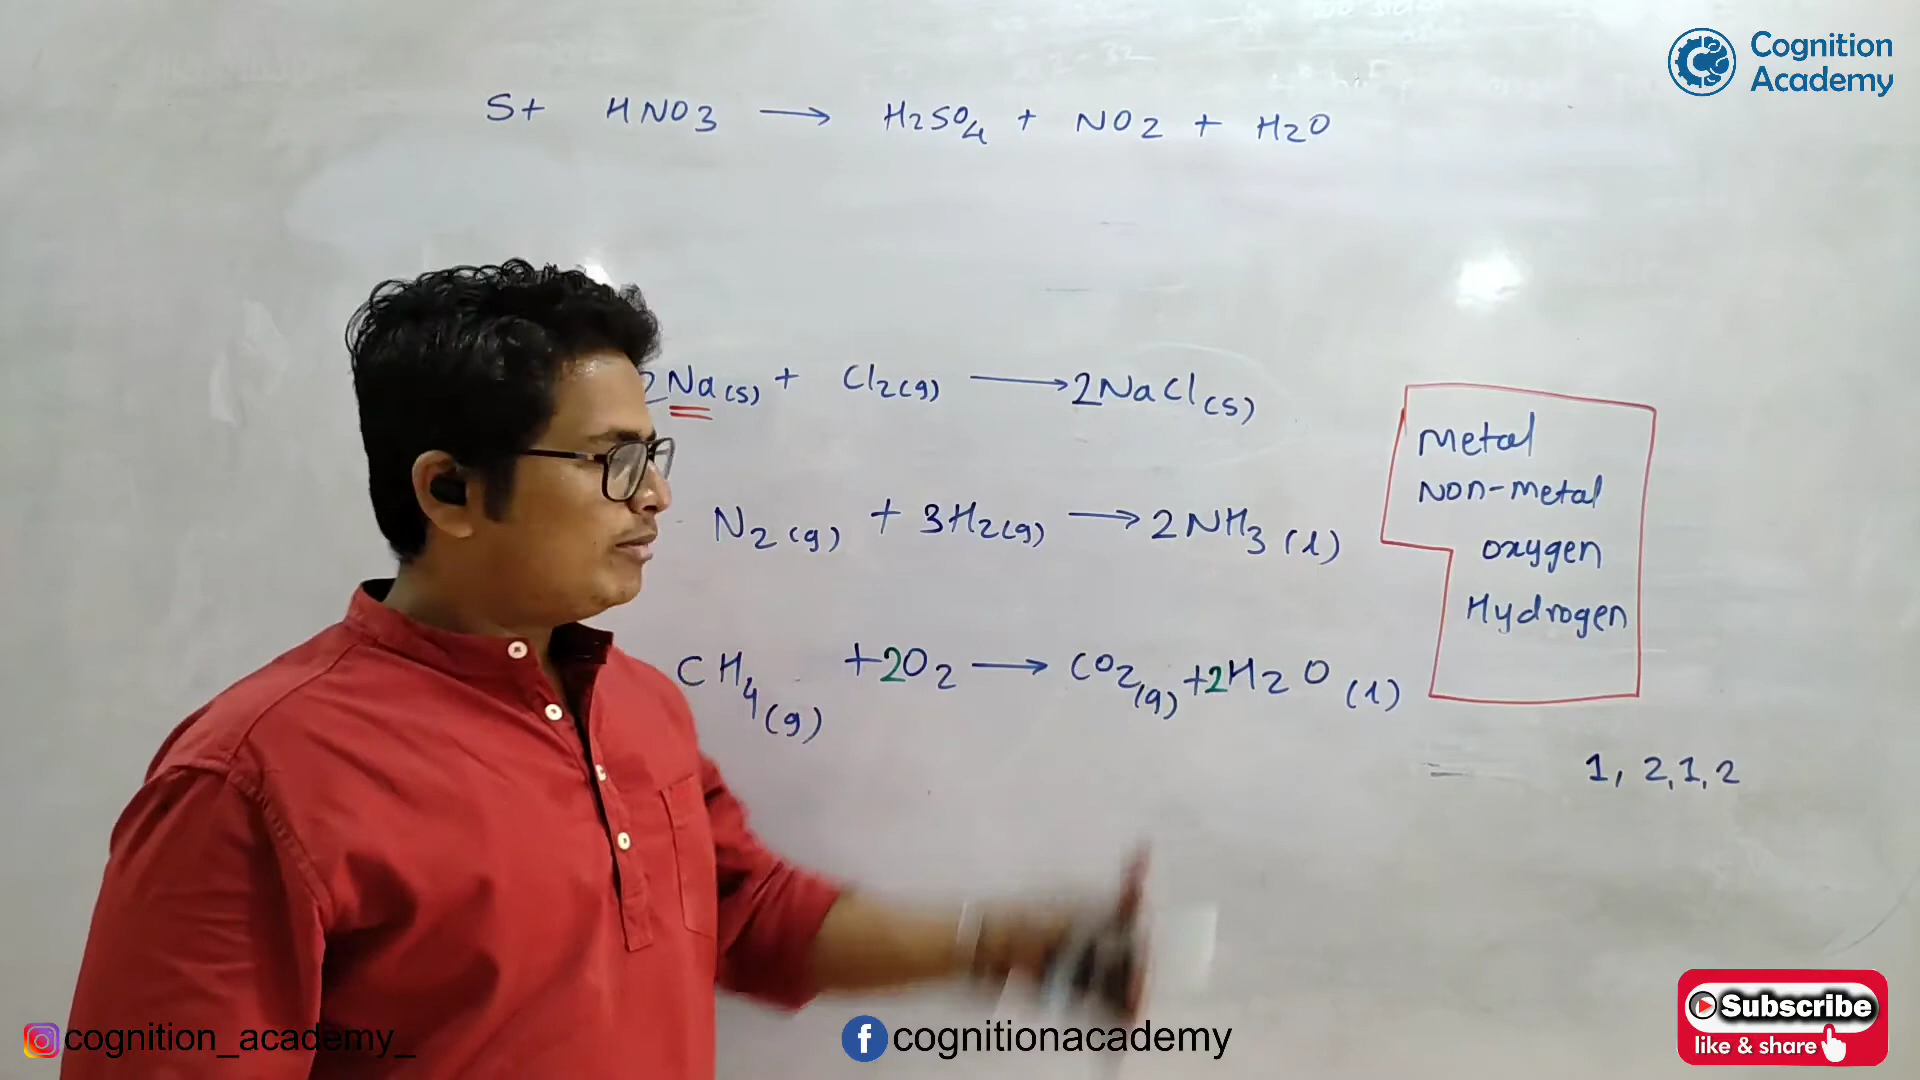 Cognition
Academy
S+ HNO3 → H2SO4 + NO2 + H2O
2Na(s) + Cl2(g) → 2NaCl(s)
N2(g) + 3H2(g) → 2NH3(l)
CH4(g) +2O2 → CO2(g) +2H2O(l)
Metal
Non-metal
oxygen
Hydrogen
1, 2,1,2
Subscribe
like & share
cognition_academy_
cognitionacademy